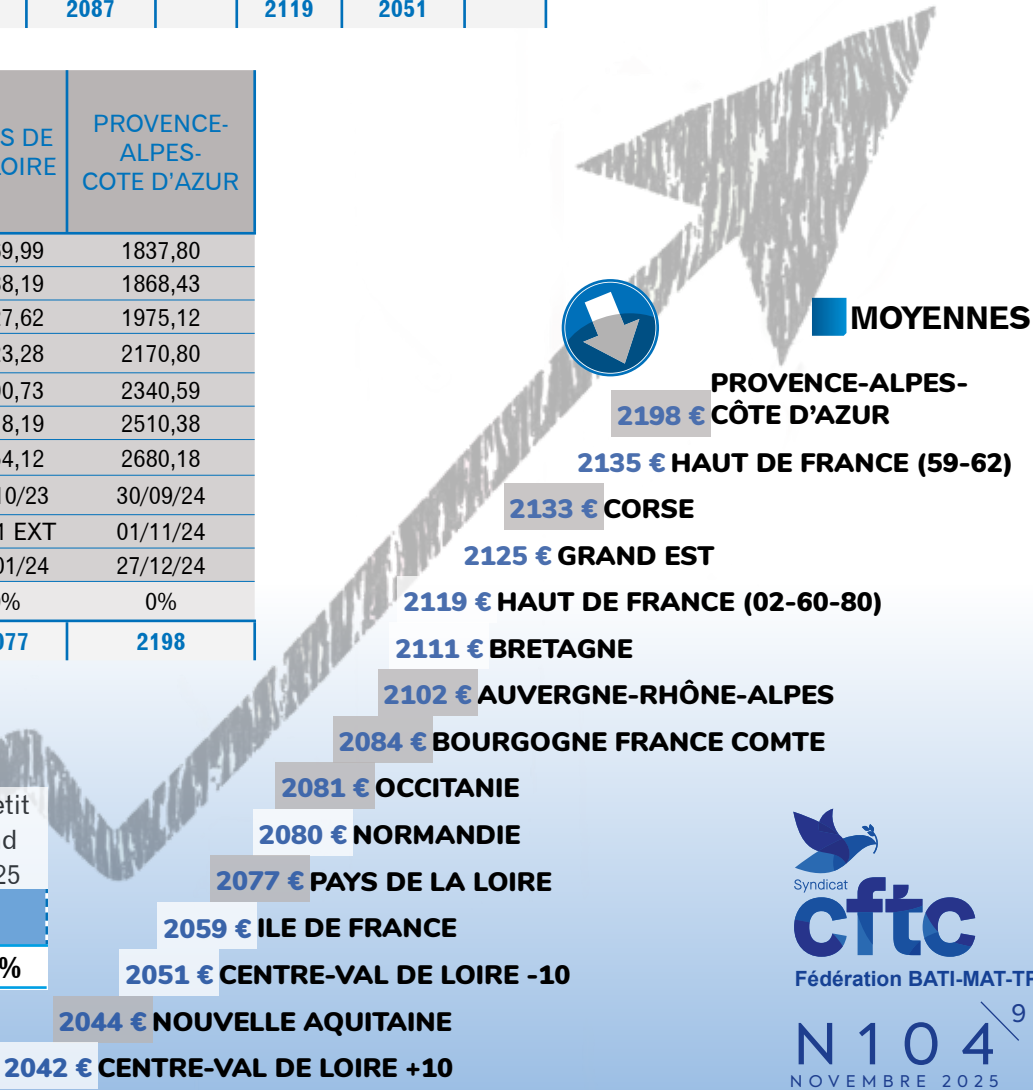 2087 2119 2051
S DE
OIRE
PROVENCE-
ALPES-
COTE D'AZUR
9,99 1837,80
8,19 1868,43
7,62 1975,12
3,28 2170,80
0,73 2340,59
8,19 2510,38
4,12 2680,18
10/23 30/09/24
EXT 01/11/24
01/24 27/12/24
% 0%
077 2198
MOYENNES
2198 € PROVENCE-ALPES-
CÔTE D'AZUR
2135 € HAUT DE FRANCE (59-62)
2133 € CORSE
2125 € GRAND EST
2119 € HAUT DE FRANCE (02-60-80)
2111 € BRETAGNE
2102 € AUVERGNE-RHÔNE-ALPES
2084 € BOURGOGNE FRANCE COMTE
2081 € OCCITANIE
2080 € NORMANDIE
2077 € PAYS DE LA LOIRE
2059 € ILE DE FRANCE
2051 € CENTRE-VAL DE LOIRE -10
2044 € NOUVELLE AQUITAINE
2042 € CENTRE-VAL DE LOIRE +10
etit
d
25
%
Syndicat
cftc
Fédération BATI-MAT-TP
N104 9
NOVEMBRE 2025